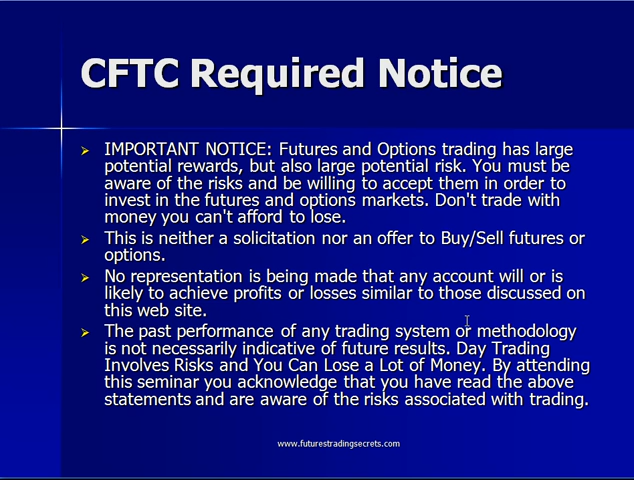 CFTC Required Notice
IMPORTANT NOTICE: Futures and Options trading has large
potential rewards, but also large potential risk. You must be
aware of the risks and be willing to accept them in order to
invest in the futures and options markets. Don't trade with
money you can't afford to lose.
This is neither a solicitation nor an offer to Buy/Sell futures or
options.
No representation is being made that any account will or is
likely to achieve profits or losses similar to those discussed on
this web site.
The past performance of any trading system or methodology
is not necessarily indicative of future results. Day Trading
Involves Risks and You Can Lose a Lot of Money. By attending
this seminar you acknowledge that you have read the above
statements and are aware of the risks associated with trading.
www.futurestradingsecrets.com